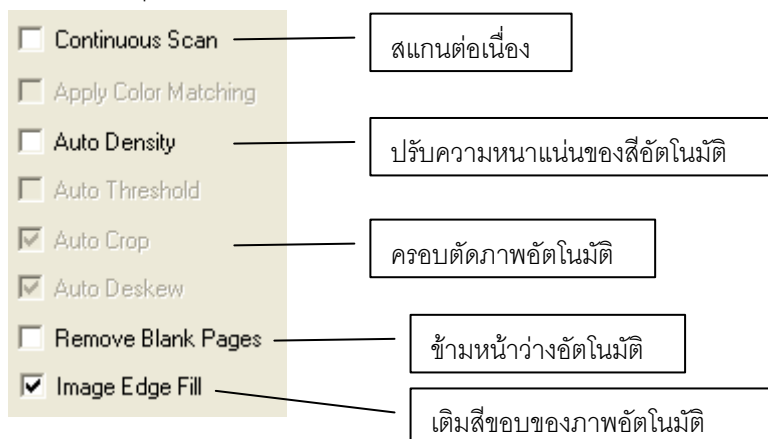 Continuous Scan
สแกนต่อเนื่อง
Apply Color Matching
Auto Density
ปรับความหนาแน่นของสีอัตโนมัติ
Auto Threshold
Auto Crop
ครอบตัดภาพอัตโนมัติ
Auto Deskew
Remove Blank Pages
ข้ามหน้าว่างอัตโนมัติ
Image Edge Fill
เติมสีขอบของภาพอัตโนมัติ